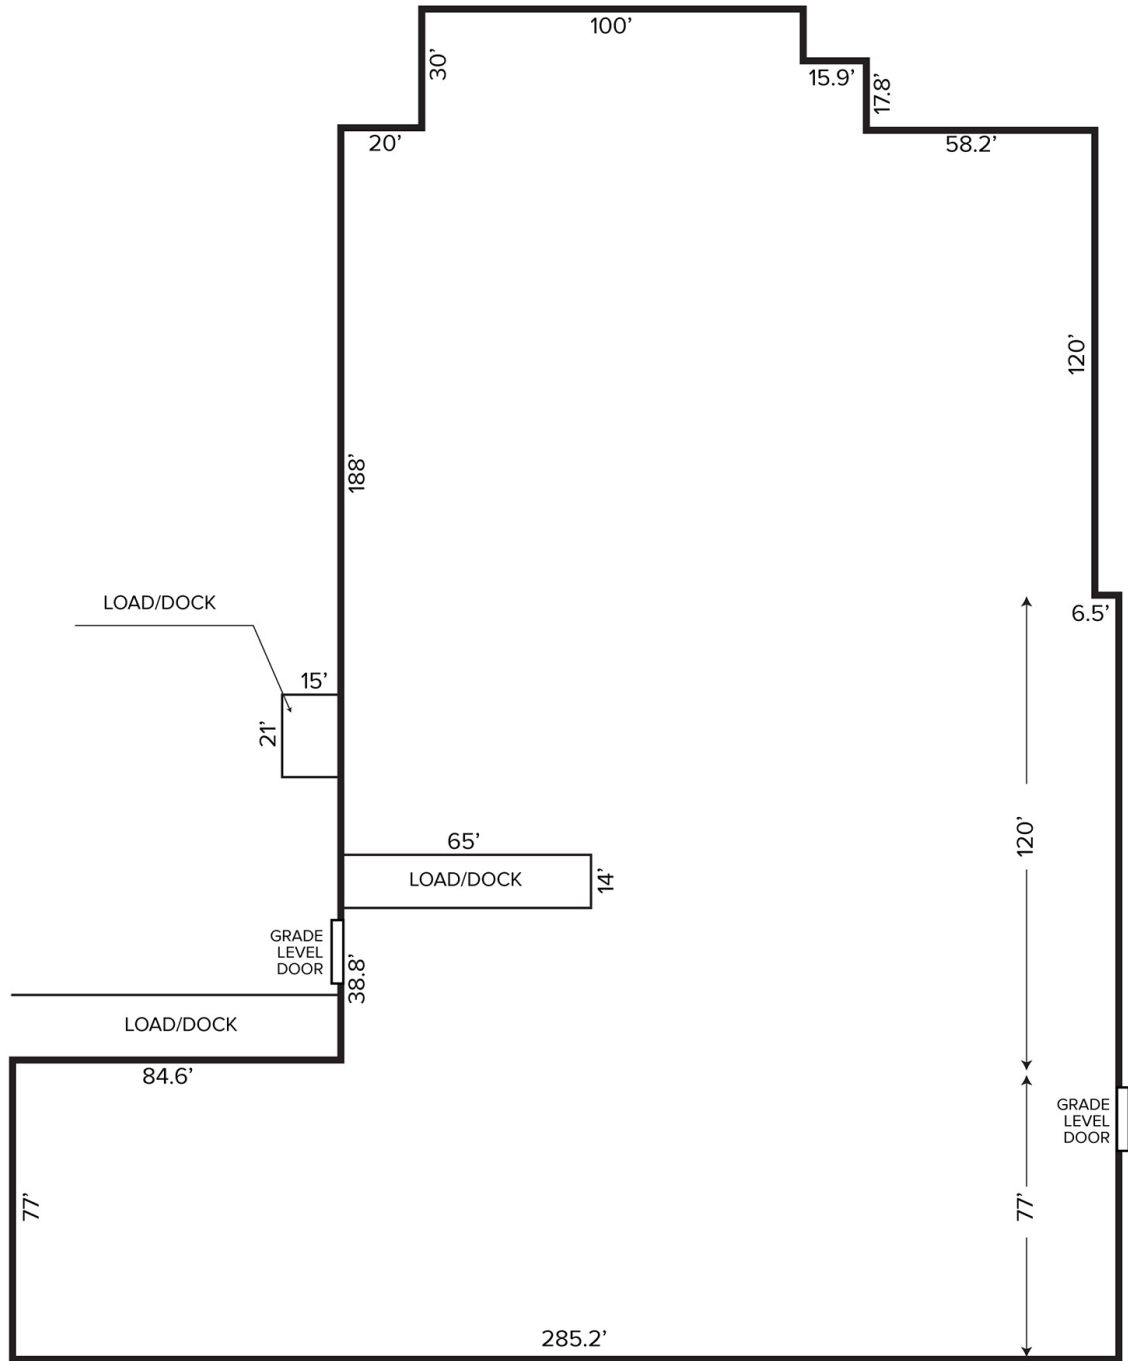 100’
30’
15.9’
17.8’
20’
58.2’
120’
188’
LOAD/DOCK
6.5’
15’
21’
120’
65’
LOAD/DOCK
14’
GRADE
LEVEL
DOOR
38.8’
LOAD/DOCK
84.6’
GRADE
LEVEL
DOOR
77’
77’
285.2’